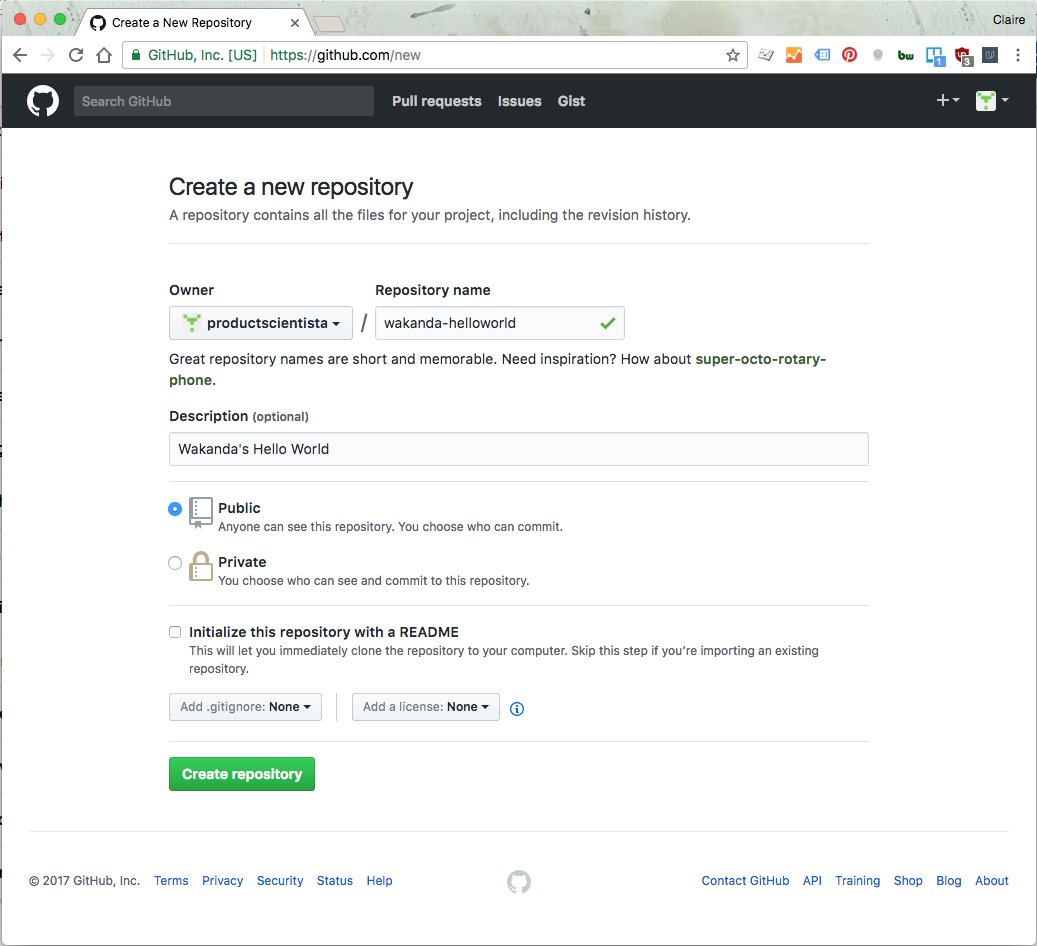 Create a New Repository
Claire
GitHub, Inc. [US] https://github.com/new
1
3
Search GitHub
Pull requests Issues Gist
Create a new repository
A repository contains all the files for your project, including the revision history.
Owner Repository name
productscientista / wakanda-helloworld
Great repository names are short and memorable. Need inspiration? How about super-octo-rotary-
phone.
Description (optional)
Wakanda's Hello World
Public
Anyone can see this repository. You choose who can commit.
Private
You choose who can see and commit to this repository.
Initialize this repository with a README
This will let you immediately clone the repository to your computer. Skip this step if you’re importing an existing
repository.
Add .gitignore: None Add a license: None
Create repository
© 2017 GitHub, Inc. Terms Privacy Security Status Help Contact GitHub API Training Shop Blog About